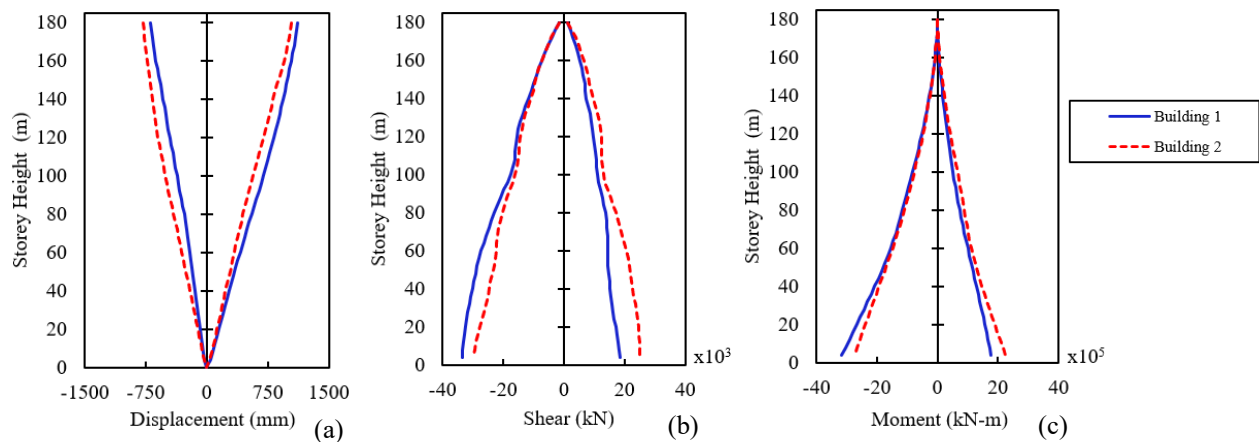 180
160
140
120
100
80
60
40
20
0
Storey Height (m)
-1500 -750 0 750 1500
Displacement (mm)
(a)
180
160
140
120
100
80
60
40
20
0
Storey Height (m)
-40 -20 0 20 40
x10³
Shear (kN)
(b)
180
160
140
120
100
80
60
40
20
0
Storey Height (m)
-40 -20 0 20 40
x10⁵
Moment (kN-m)
(c)
Building 1
Building 2